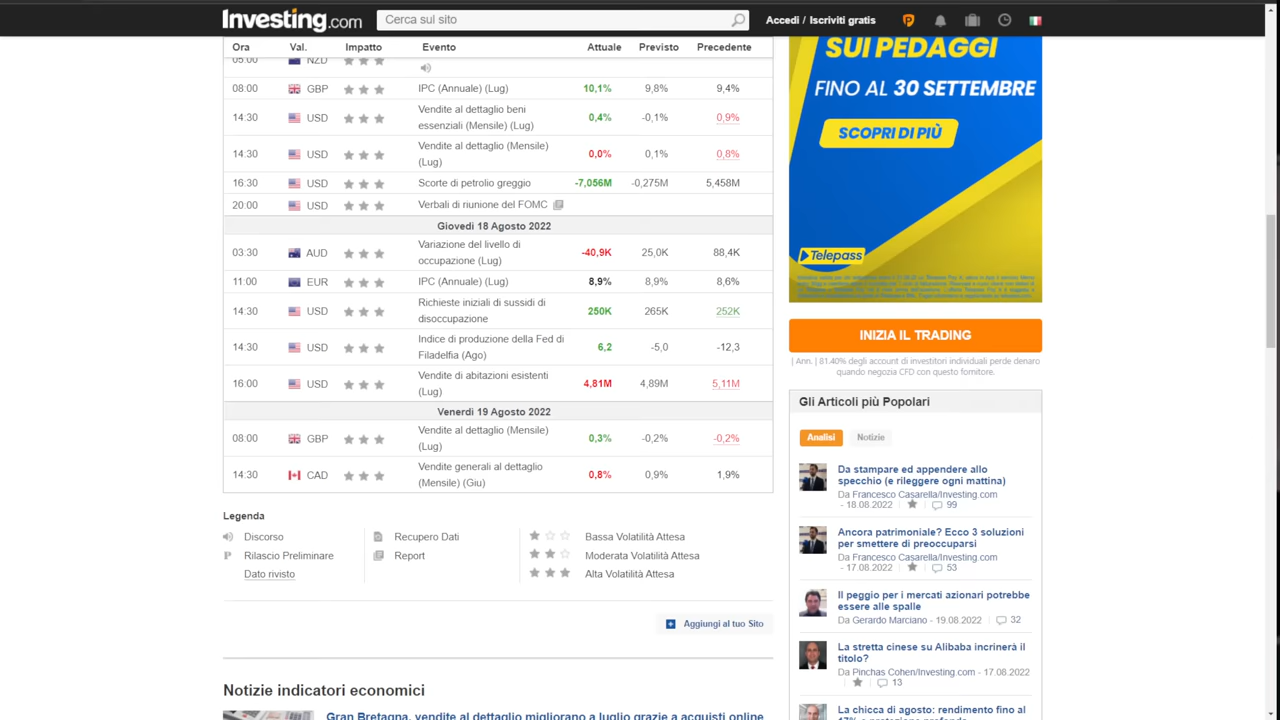 Investing.com
Cerca sul sito
Accedi / Iscriviti gratis
Ora Val. Impatto Evento Attuale Previsto Precedente
05:00 NZD
GBP IPC (Annuale) (Lug) 10,1% 9,8% 9,4%
14:30 USD Vendite al dettaglio beni
essenziali (Mensile) (Lug) 0,4% -0,1% 0,9%
14:30 USD Vendite al dettaglio (Mensile)
(Lug) 0,0% 0,1% 0,8%
16:30 USD Scorte di petrolio greggio -7,056M -0,275M 5,458M
20:00 USD Verbali di riunione del FOMC
Giovedì 18 Agosto 2022
03:30 AUD Variazione del livello di
occupazione (Lug) -40,9K 25,0K 88,4K
11:00 EUR IPC (Annuale) (Lug) 8,9% 8,9% 8,6%
14:30 USD Richieste iniziali di sussidi di
disoccupazione 250K 265K 252K
14:30 USD Indice di produzione della Fed di
Filadelfia (Ago) 6,2 -5,0 -12,3
16:00 USD Vendite di abitazioni esistenti
(Lug) 4,81M 4,89M 5,11M
Venerdì 19 Agosto 2022
08:00 GBP Vendite al dettaglio (Mensile)
(Lug) 0,3% -0,2% -0,2%
14:30 CAD Vendite generali al dettaglio
(Mensile) (Giu) 0,8% 0,9% 1,9%
Legenda
Discorso
P Rilascio Preliminare
Dato rivisto
Recupero Dati
Report
Bassa Volatilità Attesa
Moderata Volatilità Attesa
Alta Volatilità Attesa
Aggiungi al tuo Sito
Notizie indicatori economici
Gran Bretagna, vendite al dettaglio migliorano a luglio grazie a acquisti online
SUI PEDAGGI
FINO AL 30 SETTEMBRE
SCOPRI DI PIÙ
Telepass
INIZIA IL TRADING
| Ann. | 81.40% degli account di investitori individuali perde denaro
quando negozia CFD con questo fornitore.
Gli Articoli più Popolari
Analisi Notizie
Da stampare ed appendere allo
specchio (e rileggere ogni mattina)
Da Francesco Casarella/Investing.com
- 18.08.2022 99
Ancora patrimoniale? Ecco 3 soluzioni
per smettere di preoccuparsi
Da Francesco Casarella/Investing.com
- 17.08.2022 53
Il peggio per i mercati azionari potrebbe
essere alle spalle
Da Gerardo Marciano - 19.08.2022 32
La stretta cinese su Alibaba incrinerà il
titolo?
Da Pinchas Cohen/Investing.com - 17.08.2022
13
La chicca di agosto: rendimento fino al